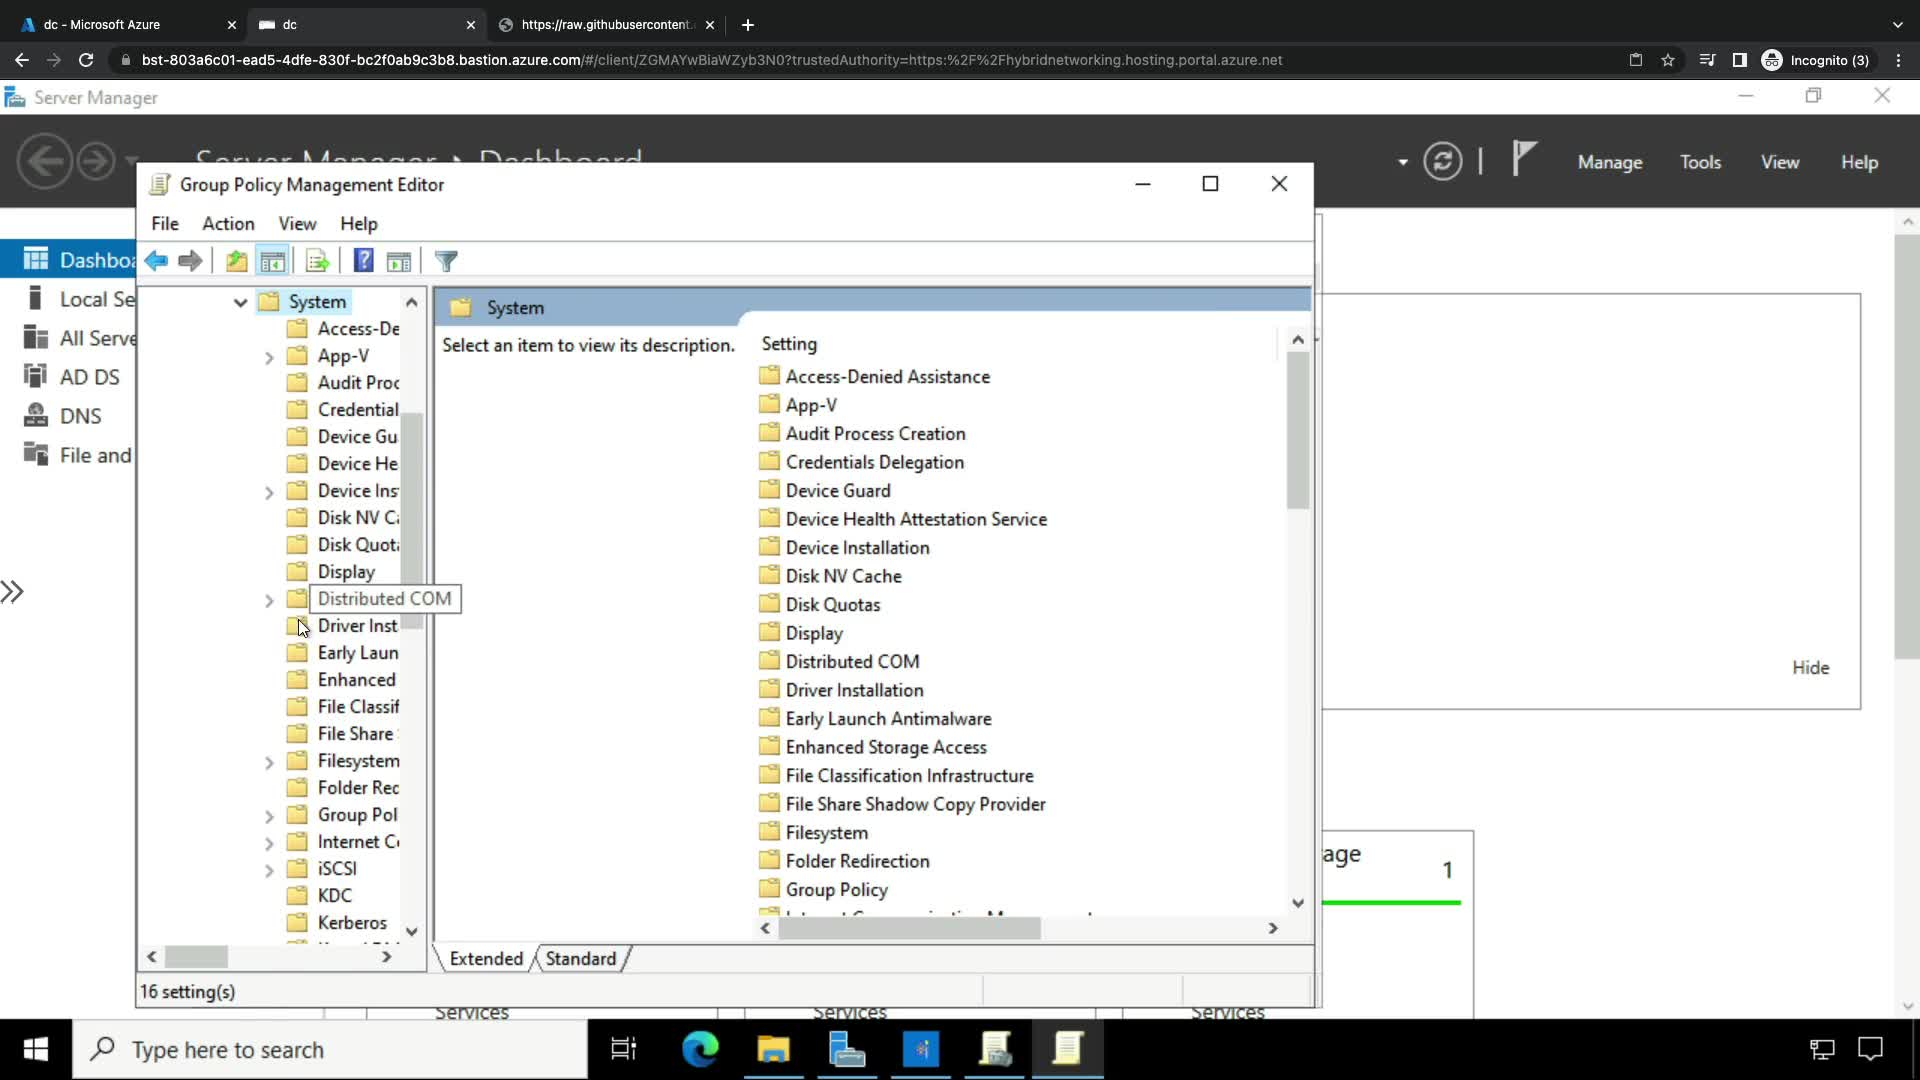 dc - Microsoft Azure
dc
https://raw.githubusercontent.
bst-803a6c01-ead5-4dfe-830f-bc2f0ab9c3b8.bastion.azure.com/#/client/ZGMAYwBiaWZyb3N0?trustedAuthority=https:%2F%2Fhybridnetworking.hosting.portal.azure.net
Incognito (3)
Server Manager
Server Manager Dashboard
Manage
Tools
View
Help
Group Policy Management Editor
File
Action
View
Help
Dashboa
Local Se
All Serve
AD DS
DNS
File and
System
Access-De
App-V
Audit Proc
Credential
Device Gu
Device He
Device Ins
Disk NV Ca
Disk Quot
Display
Distributed COM
Driver Inst
Early Laun
Enhanced
File Classif
File Share
Filesystem
Folder Red
Group Pol
Internet C
iSCSI
KDC
Kerberos
System
Select an item to view its description.
Setting
Access-Denied Assistance
App-V
Audit Process Creation
Credentials Delegation
Device Guard
Device Health Attestation Service
Device Installation
Disk NV Cache
Disk Quotas
Display
Distributed COM
Driver Installation
Early Launch Antimalware
Enhanced Storage Access
File Classification Infrastructure
File Share Shadow Copy Provider
Filesystem
Folder Redirection
Group Policy
Extended
Standard
16 setting(s)
Hide
age
1
Services
Services
Services
Type here to search